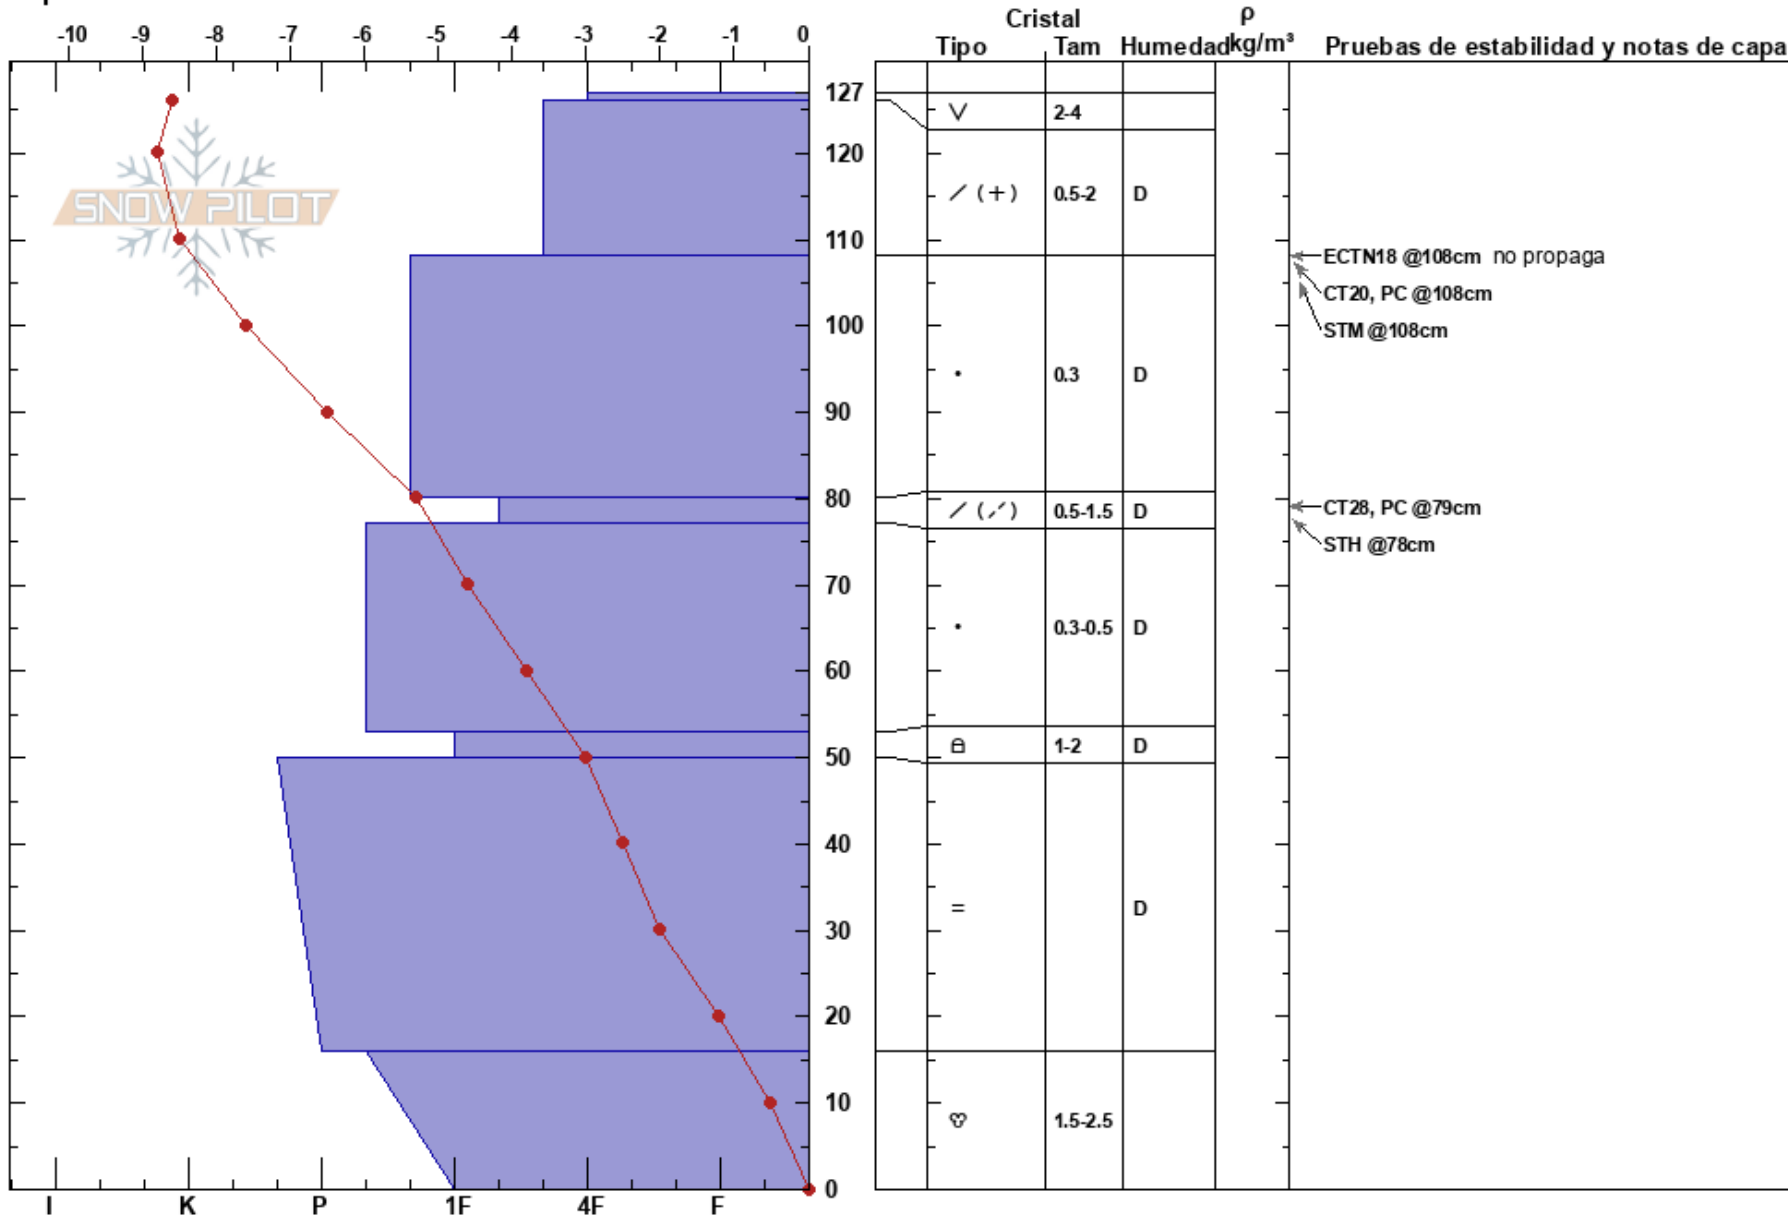 Cristal ρ
-10 -9 -8 -7 -6 -5 -4 -3 -2 -1 0 Tipo Tam Humedad kg/m³ Pruebas de estabilidad y notas de capa
127
V 2-4
120
SNOW PILOT
/ (+) 0.5-2 D
110
ECTN18 @108cm no propaga
CT20, PC @108cm
100 STM @108cm
0.3 D
90
80
/ (/) 0.5-1.5 D CT28, PC @79cm
STH @78cm
70
0.3-0.5 D
60
50
1-2 D
40
= D
30
20
10
1.5-2.5
0
I K P 1F 4F F